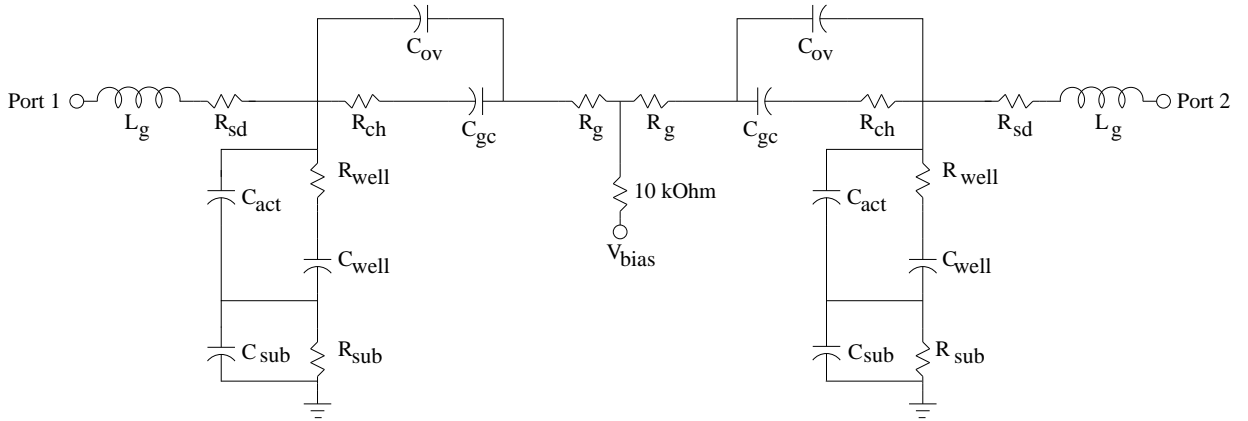 C_ov
C_ov
Port 1
L_g
R_sd
R_ch
C_gc
R_g
R_g
C_gc
R_ch
R_sd
L_g
Port 2
R_well
C_act
C_well
C_sub
R_sub
10 kOhm
V_bias
R_well
C_act
C_well
C_sub
R_sub